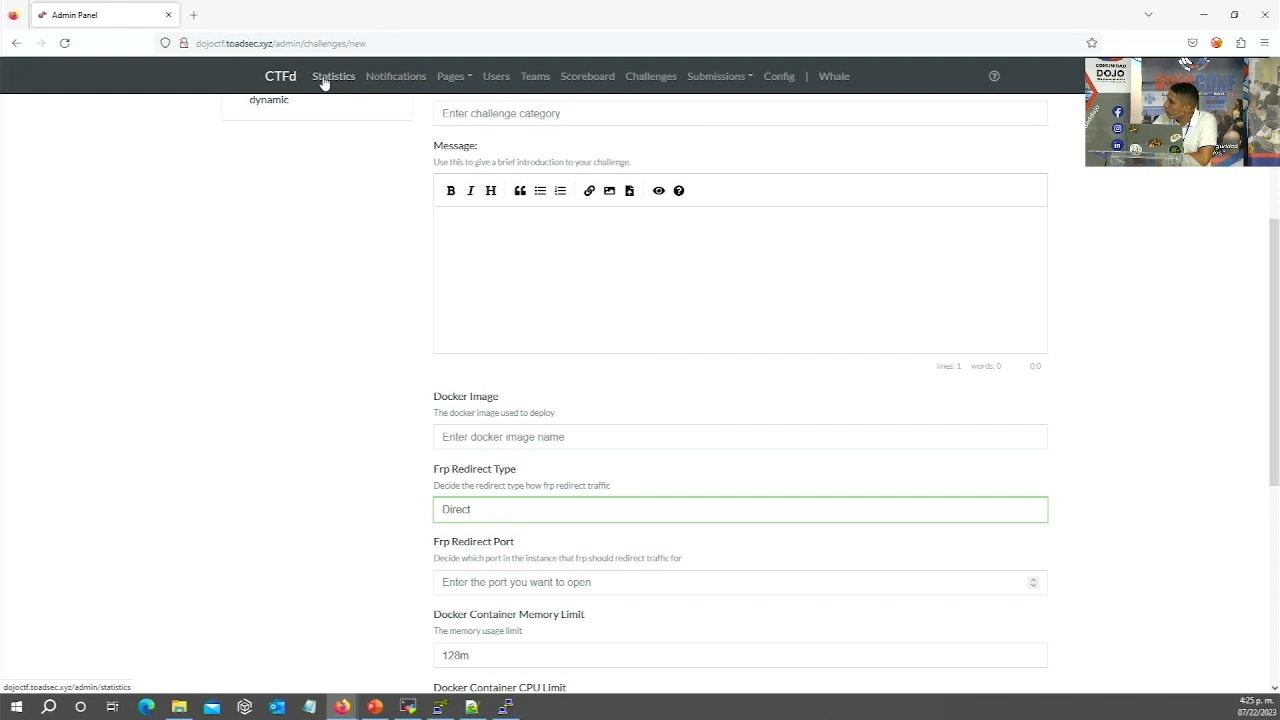 Admin Panel
dojoctf.toadsec.xyz/admin/challenges/new
CTFd Statistics Notifications Pages Users Teams Scoreboard Challenges Submissions Config | Whale
dynamic
Enter challenge category
Message:
Use this to give a brief introduction to your challenge.
B I H
lines: 1 words: 0 0:0
Docker Image
The docker image used to deploy
Enter docker image name
Frp Redirect Type
Decide the redirect type how frp redirect traffic
Direct
Frp Redirect Port
Decide which port in the instance that frp should redirect traffic for
Enter the port you want to open
Docker Container Memory Limit
The memory usage limit
128m
Docker Container CPU Limit
dojoctf.toadsec.xyz/admin/statistics
COMUNIDAD
DOJO
4:25 p. m.
07/22/2023